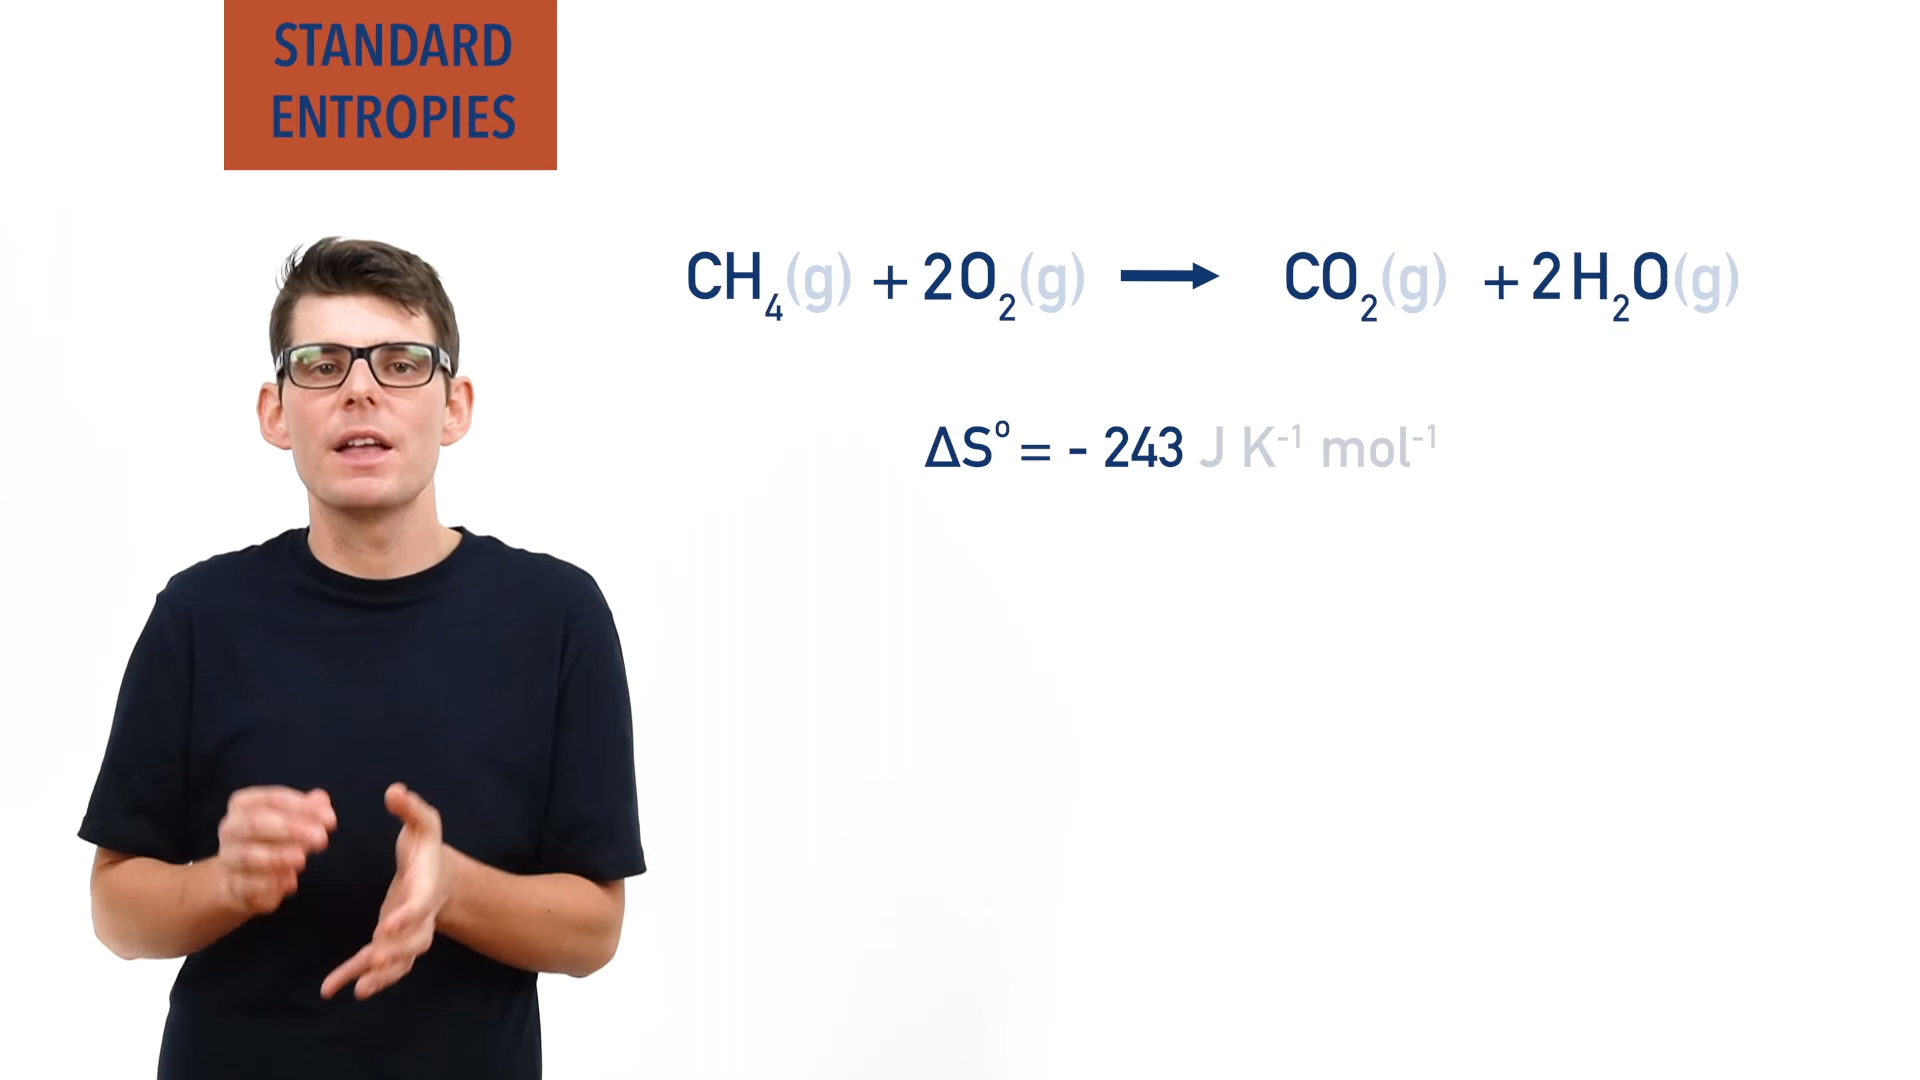 STANDARD
ENTROPIES
CH₄(g) + 2O₂(g) → CO₂(g) + 2H₂O(g)
ΔS° = - 243 J K⁻¹ mol⁻¹